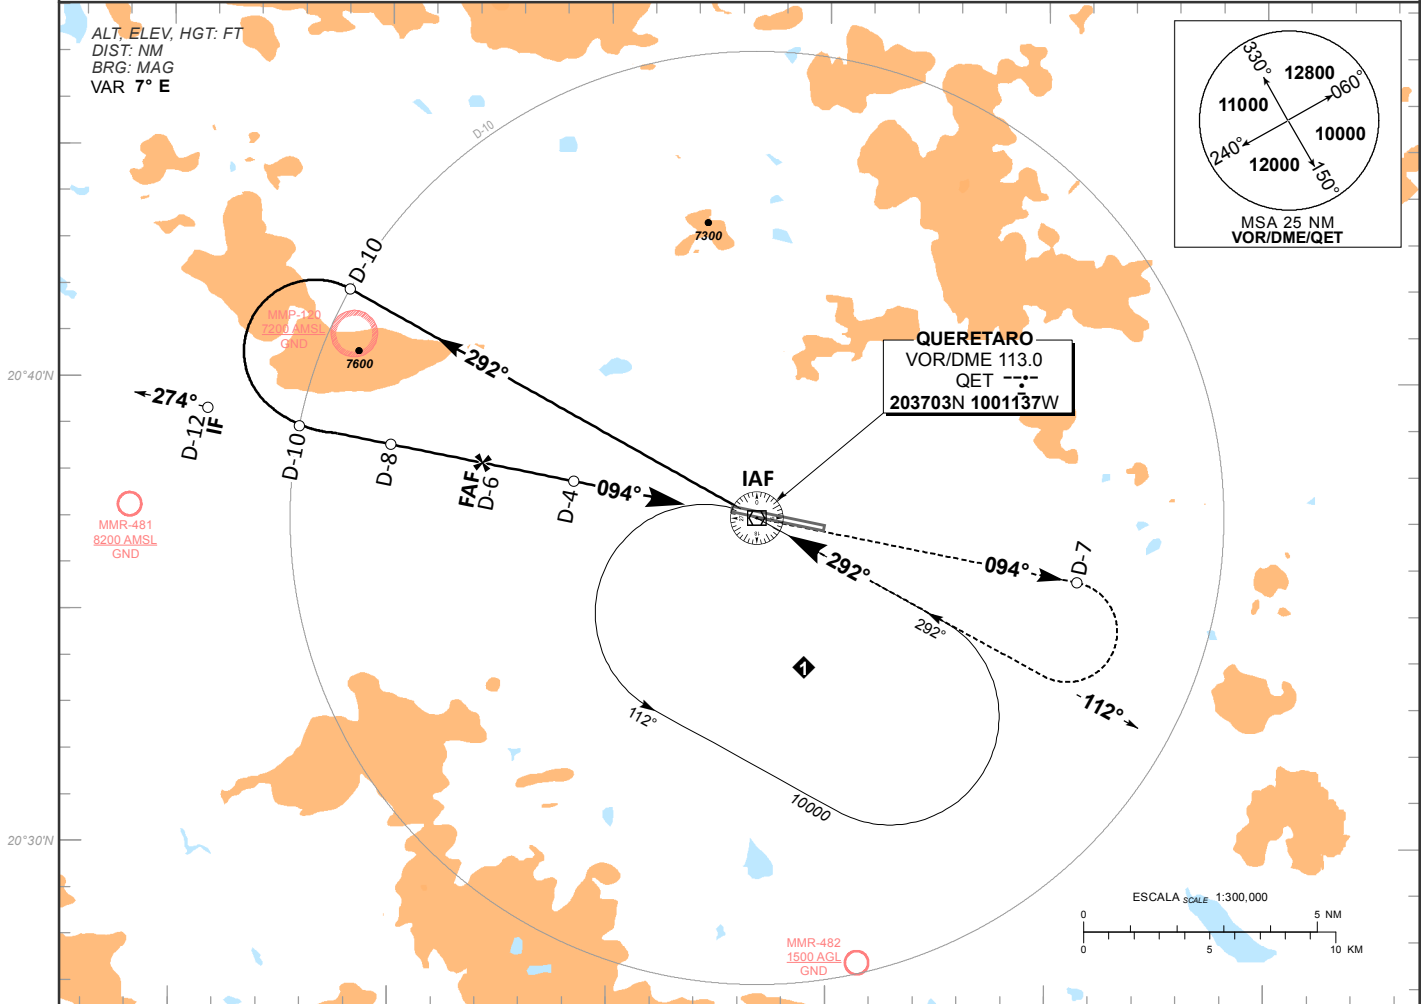 ALT, ELEV, HGT: FT
DIST: NM
BRG: MAG
VAR 7° E
330°
12800
060°
11000
10000
240°
12000
150°
MSA 25 NM
VOR/DME/QET
D-10
7300
D-10
MMP-120
7200 AMSL
GND
7600
292°
QUERETARO
VOR/DME 113.0
QET
203703N 1001137W
20°40'N
274°
D-12
IF
D-10
D-8
FAF
D-6
D-4
094°
IAF
MMR-481
8200 AMSL
GND
292°
094°
D-7
292°
1
112°
112°
10000
20°30'N
MMR-482
1500 AGL
GND
ESCALA SCALE 1:300,000
0 5 NM
0 5 10 KM